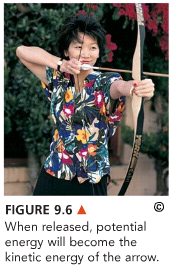 FIGURE 9.6 ▲ ©
When released, potential
energy will become the
kinetic energy of the arrow.